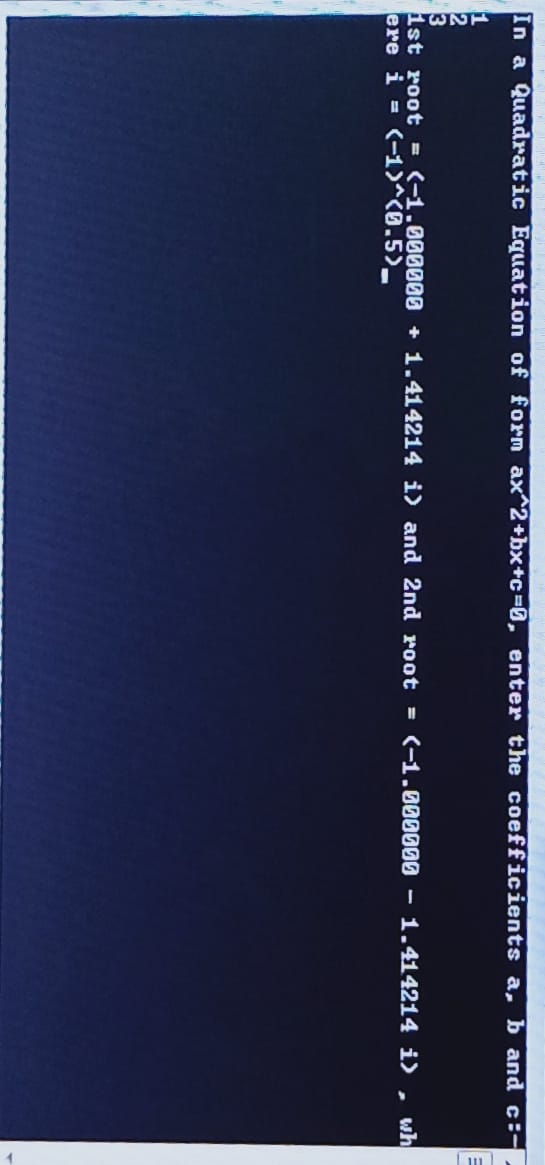 In a Quadratic Equation of form ax^2+bx+c=0, enter the coefficients a, b and c:-
1
2
3
1st root = (-1.000000 + 1.414214 i) and 2nd root = (-1.000000 - 1.414214 i) , wh
ere i = (-1)^(0.5)_